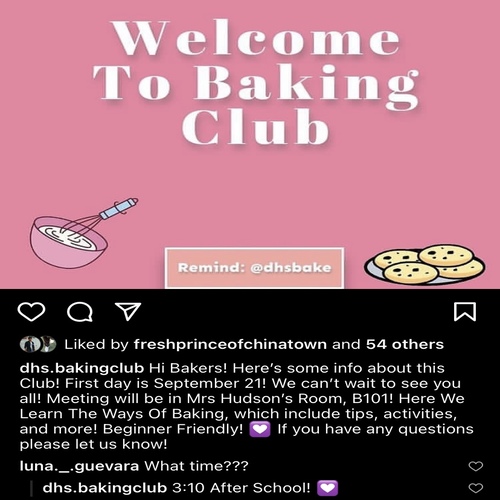 Welcome
To Baking
Club
Remind: @dhsbake
Liked by freshprinceofchinatown and 54 others
dhs.bakingclub Hi Bakers! Here's some info about this
Club! First day is September 21! We can't wait to see you
all! Meeting will be in Mrs Hudson's Room, B101! Here We
Learn The Ways Of Baking, which include tips, activities,
and more! Beginner Friendly! 💟 If you have any questions
please let us know!
luna._.guevara What time???
dhs.bakingclub 3:10 After School! 💟